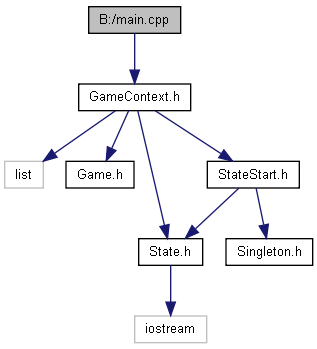 B:/main.cpp
GameContext.h
list
Game.h
StateStart.h
State.h
Singleton.h
iostream